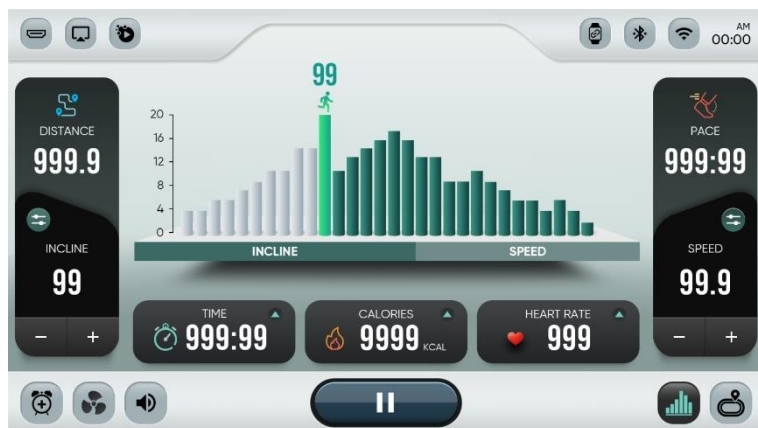 AM
00:00
DISTANCE
999.9
INCLINE
99
99
20
16
12
8
4
0
INCLINE SPEED
PACE
999:99
SPEED
99.9
TIME
999:99
CALORIES
9999 KCAL
HEART RATE
999
- +
- +